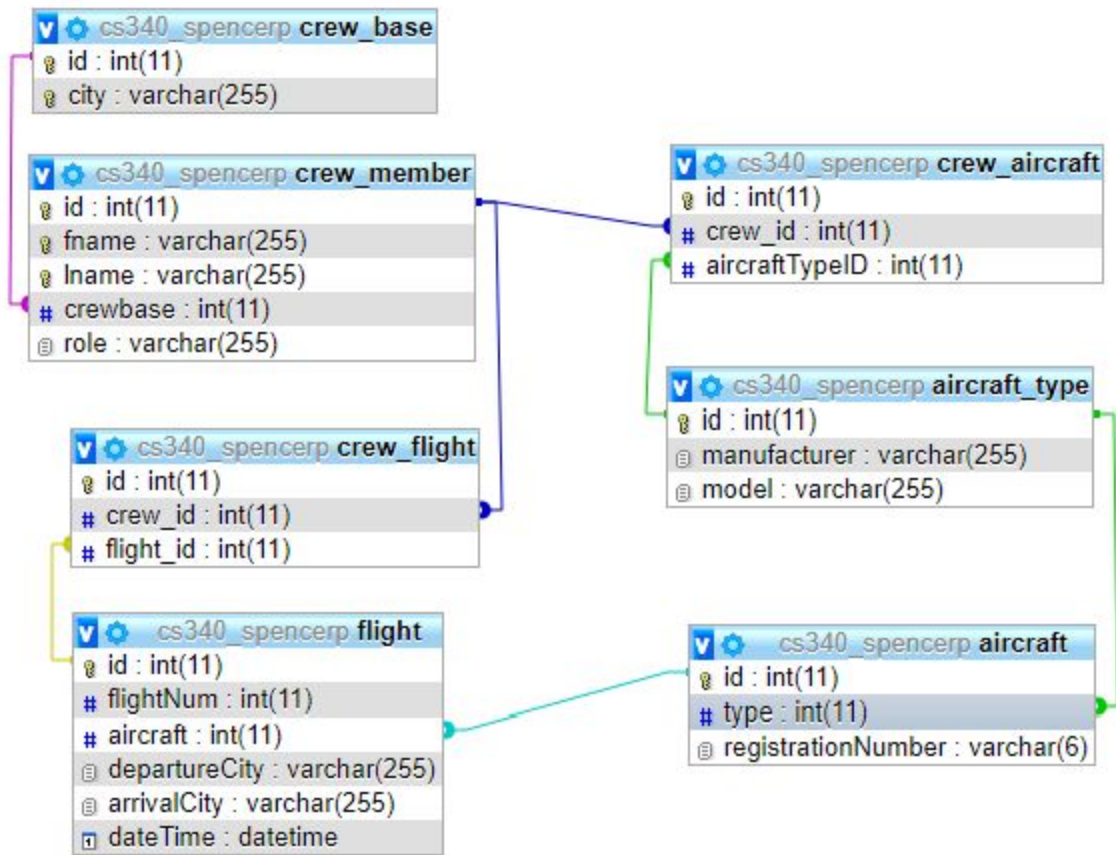 cs340_spencerp crew_base
id : int(11)
city : varchar(255)
cs340_spencerp crew_member
id : int(11)
fname : varchar(255)
lname : varchar(255)
crewbase : int(11)
role : varchar(255)
cs340_spencerp crew_flight
id : int(11)
crew_id : int(11)
flight_id : int(11)
cs340_spencerp flight
id : int(11)
flightNum : int(11)
aircraft : int(11)
departureCity : varchar(255)
arrivalCity : varchar(255)
dateTime : datetime
cs340_spencerp crew_aircraft
id : int(11)
crew_id : int(11)
aircraftTypeID : int(11)
cs340_spencerp aircraft_type
id : int(11)
manufacturer : varchar(255)
model : varchar(255)
cs340_spencerp aircraft
id : int(11)
type : int(11)
registrationNumber : varchar(6)